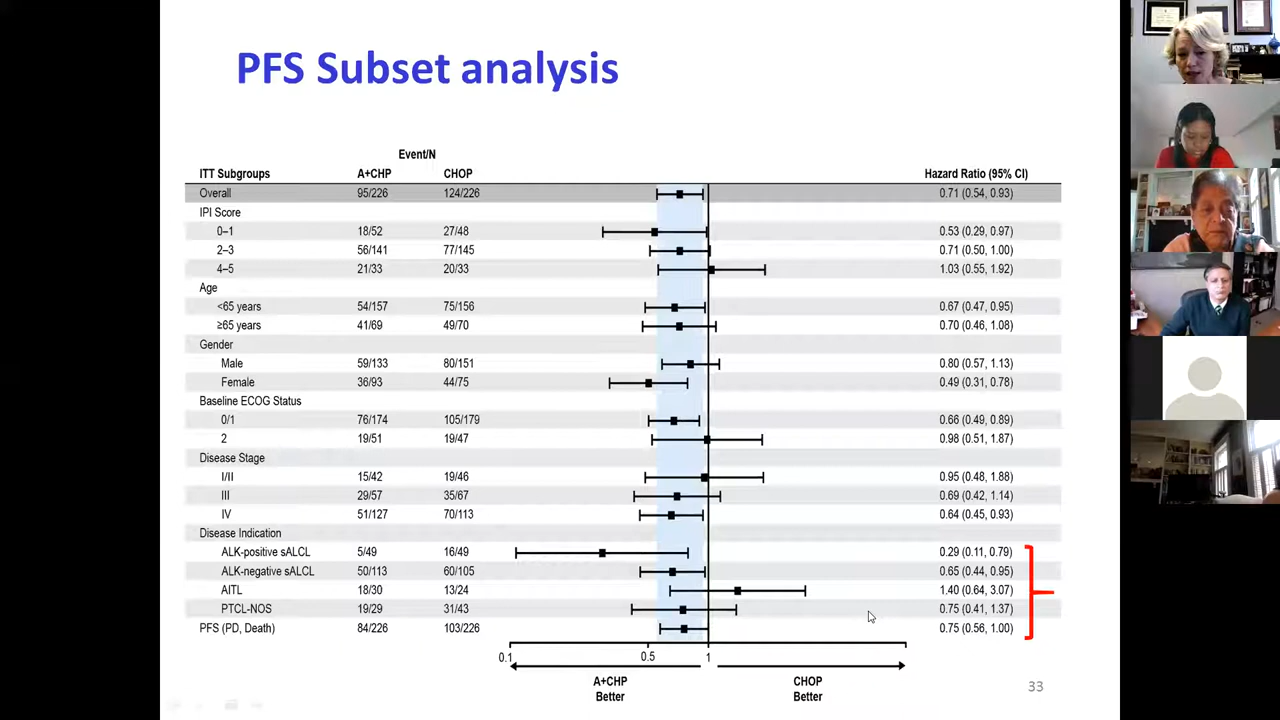 PFS Subset analysis
Event/N
ITT Subgroups A+CHP CHOP Hazard Ratio (95% CI)
Overall 95/226 124/226 0.71 (0.54, 0.93)
IPI Score
0–1 18/52 27/48 0.53 (0.29, 0.97)
2–3 56/141 77/145 0.71 (0.50, 1.00)
4–5 21/33 20/33 1.03 (0.55, 1.92)
Age
<65 years 54/157 75/156 0.67 (0.47, 0.95)
≥65 years 41/69 49/70 0.70 (0.46, 1.08)
Gender
Male 59/133 80/151 0.80 (0.57, 1.13)
Female 36/93 44/75 0.49 (0.31, 0.78)
Baseline ECOG Status
0/1 76/174 105/179 0.66 (0.49, 0.89)
2 19/51 19/47 0.98 (0.51, 1.87)
Disease Stage
I/II 15/42 19/46 0.95 (0.48, 1.88)
III 29/57 35/67 0.69 (0.42, 1.14)
IV 51/127 70/113 0.64 (0.45, 0.93)
Disease Indication
ALK-positive sALCL 5/49 16/49 0.29 (0.11, 0.79)
ALK-negative sALCL 50/113 60/105 0.65 (0.44, 0.95)
AITL 18/30 13/24 1.40 (0.64, 3.07)
PTCL-NOS 19/29 31/43 0.75 (0.41, 1.37)
PFS (PD, Death) 84/226 103/226 0.75 (0.56, 1.00)
0.1 0.5 1
A+CHP CHOP
Better Better
33